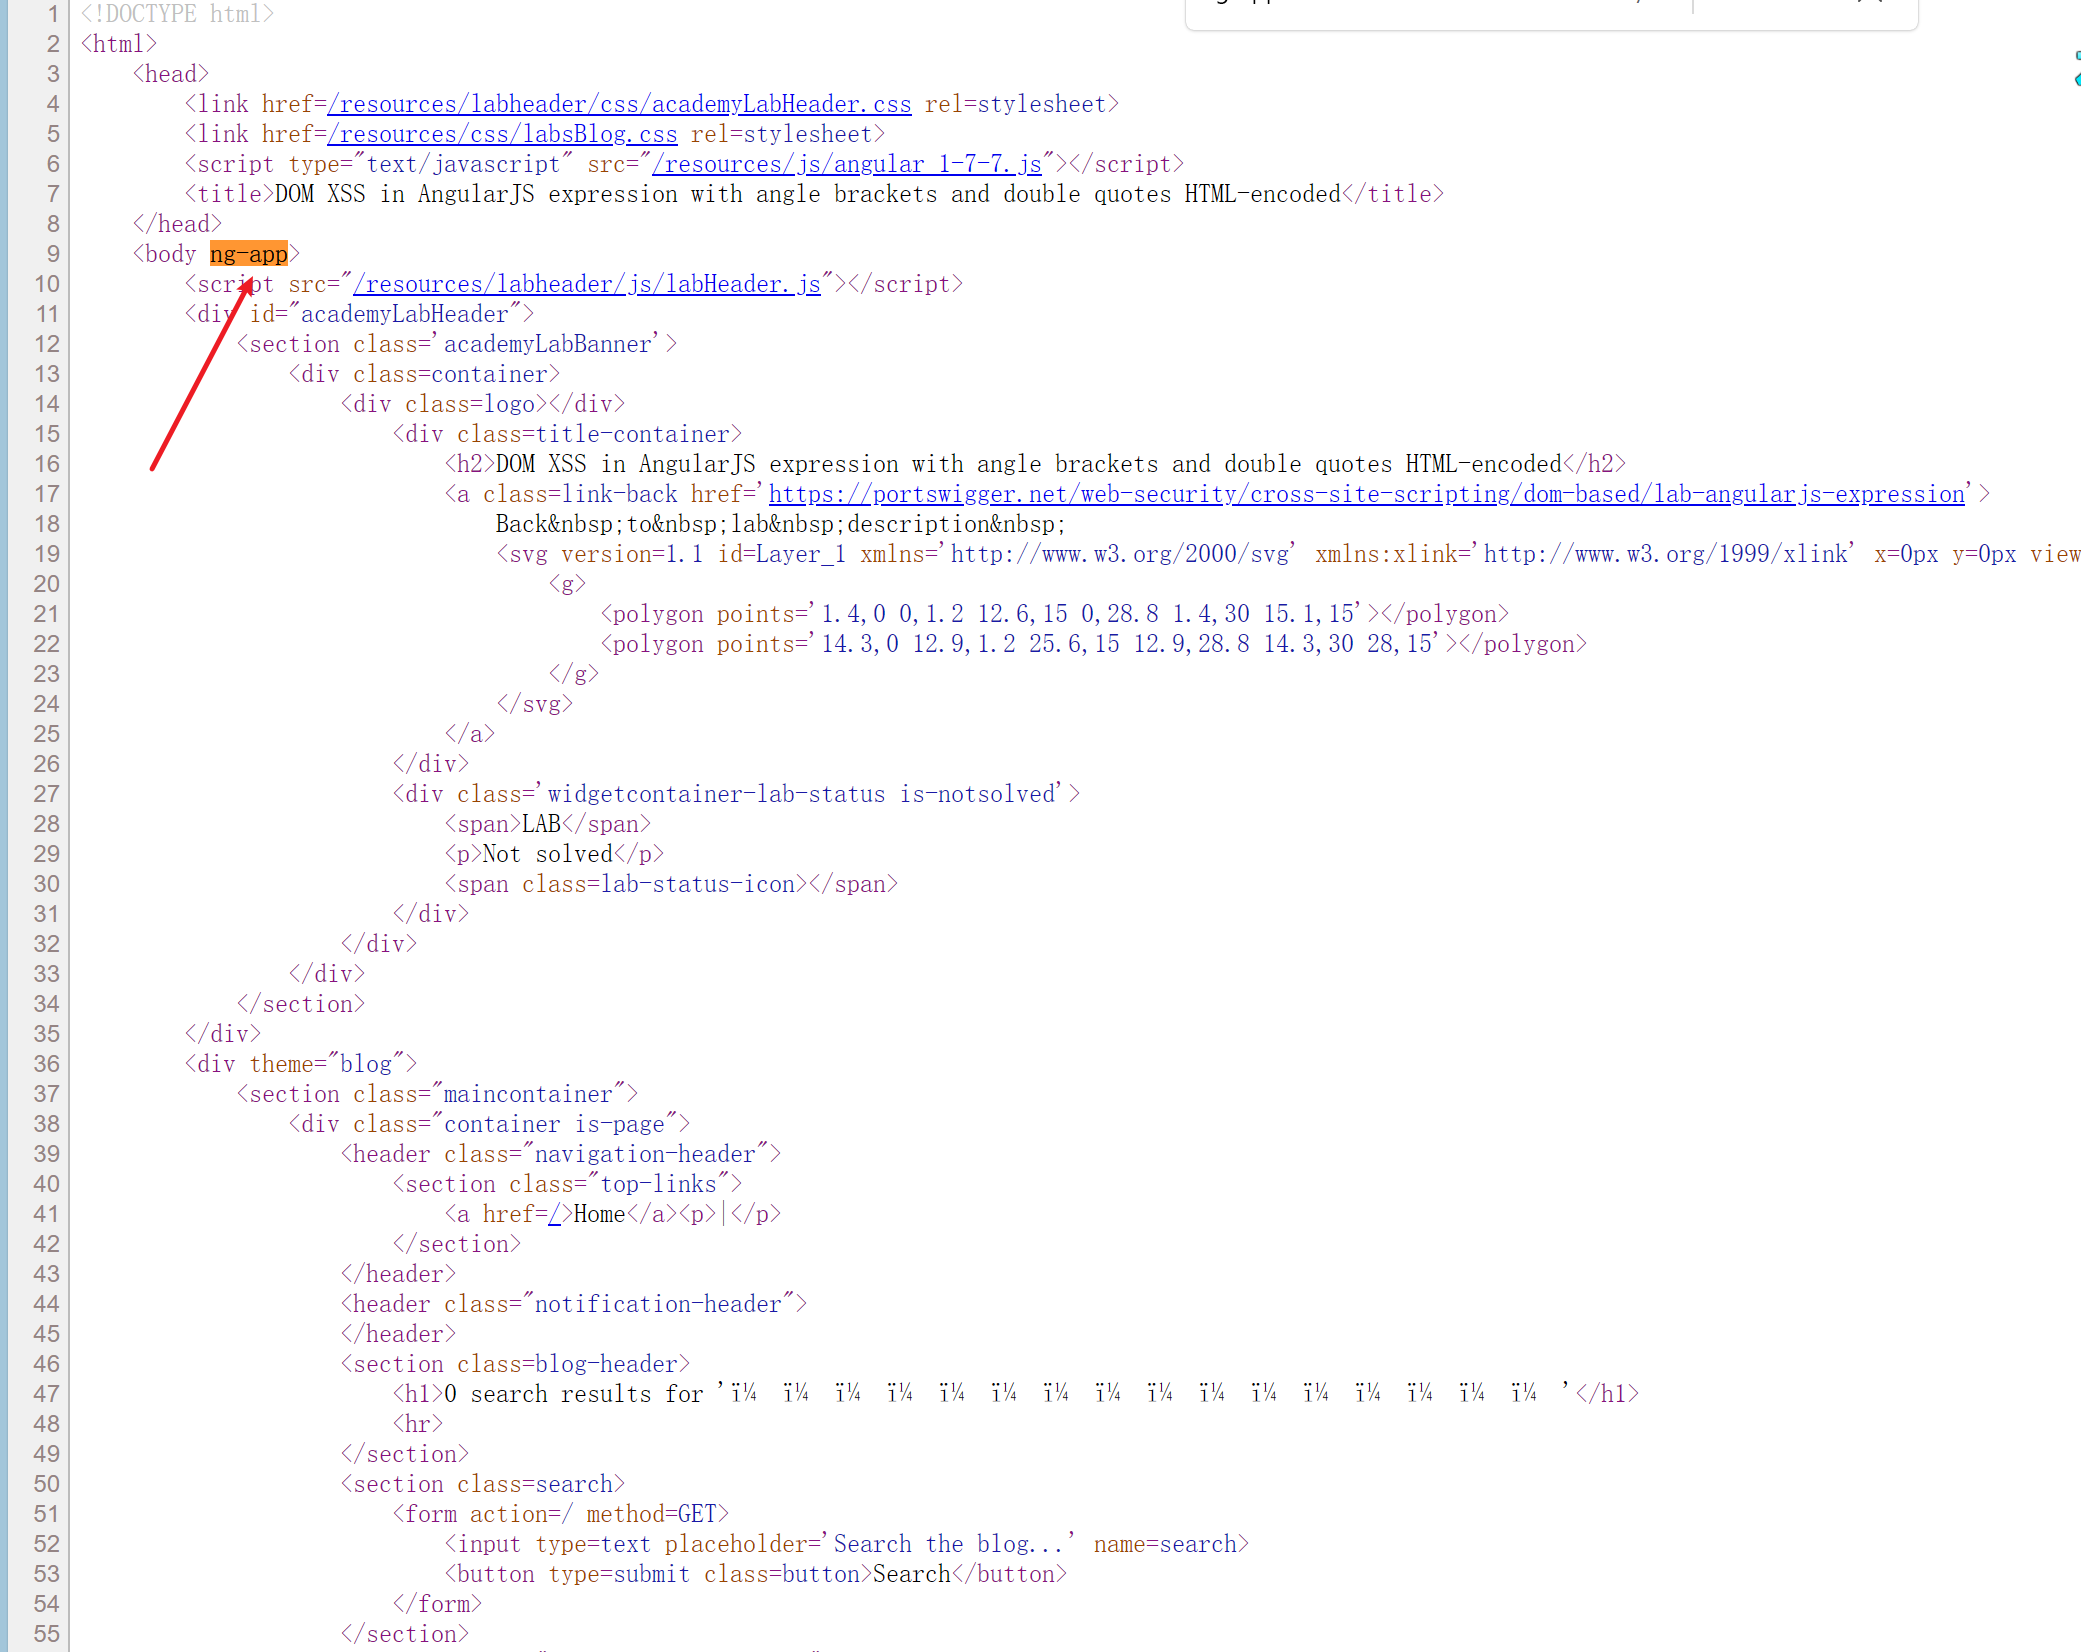 1 <!DOCTYPE html>
2 <html>
3 <head>
4 <link href=/resources/labheader/css/academyLabHeader.css rel=stylesheet>
5 <link href=/resources/css/labsBlog.css rel=stylesheet>
6 <script type="text/javascript" src="/resources/js/angular_1-7-7.js"></script>
7 <title>DOM XSS in AngularJS expression with angle brackets and double quotes HTML-encoded</title>
8 </head>
9 <body ng-app>
10 <script src="/resources/labheader/js/labHeader.js"></script>
11 <div id="academyLabHeader">
12 <section class='academyLabBanner'>
13 <div class=container>
14 <div class=logo></div>
15 <div class=title-container>
16 <h2>DOM XSS in AngularJS expression with angle brackets and double quotes HTML-encoded</h2>
17 <a class=link-back href='https://portswigger.net/web-security/cross-site-scripting/dom-based/lab-angularjs-expression'>
18 Back&nbsp;to&nbsp;lab&nbsp;description&nbsp;
19 <svg version=1.1 id=Layer_1 xmlns='http://www.w3.org/2000/svg' xmlns:xlink='http://www.w3.org/1999/xlink' x=0px y=0px view
20 <g>
21 <polygon points='1.4,0 0,1.2 12.6,15 0,28.8 1.4,30 15.1,15'></polygon>
22 <polygon points='14.3,0 12.9,1.2 25.6,15 12.9,28.8 14.3,30 28,15'></polygon>
23 </g>
24 </svg>
25 </a>
26 </div>
27 <div class='widgetcontainer-lab-status is-notsolved'>
28 <span>LAB</span>
29 <p>Not solved</p>
30 <span class=lab-status-icon></span>
31 </div>
32 </div>
33 </div>
34 </section>
35 </div>
36 <div theme="blog">
37 <section class="maincontainer">
38 <div class="container is-page">
39 <header class="navigation-header">
40 <section class="top-links">
41 <a href=/>Home</a><p>|</p>
42 </section>
43 </header>
44 <header class="notification-header">
45 </header>
46 <section class=blog-header>
47 <h1>0 search results for 'ï¼ ï¼ ï¼ ï¼ ï¼ ï¼ ï¼ ï¼ ï¼ ï¼ ï¼ ï¼ ï¼ ï¼ ï¼ ï¼ '</h1>
48 <hr>
49 </section>
50 <section class=search>
51 <form action=/ method=GET>
52 <input type=text placeholder='Search the blog...' name=search>
53 <button type=submit class=button>Search</button>
54 </form>
55 </section>